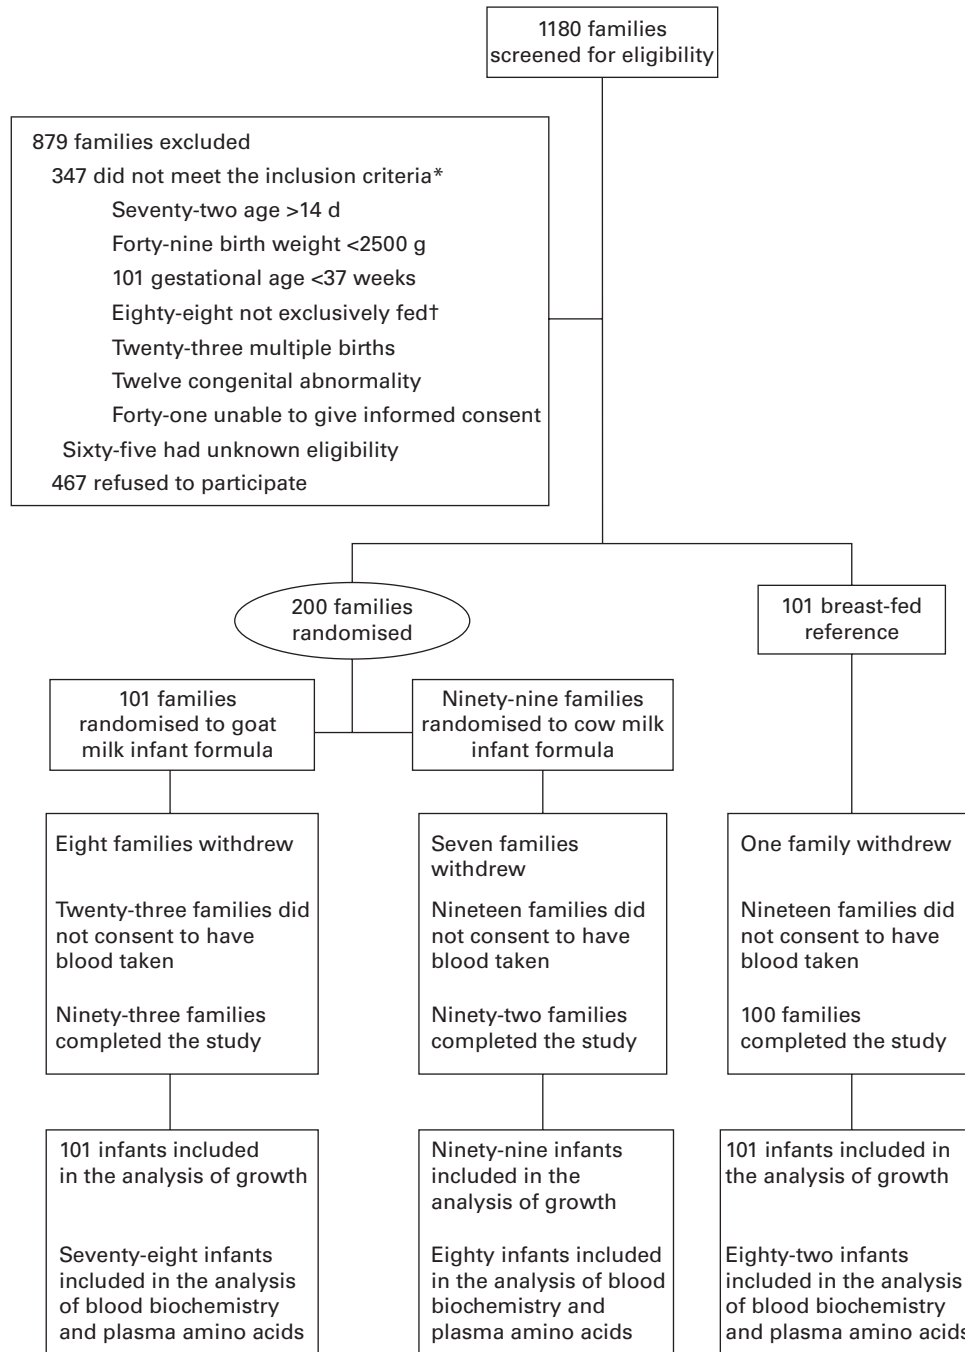 1180 families
screened for eligibility
879 families excluded
347 did not meet the inclusion criteria*
Seventy-two age >14 d
Forty-nine birth weight <2500 g
101 gestational age <37 weeks
Eighty-eight not exclusively fed†
Twenty-three multiple births
Twelve congenital abnormality
Forty-one unable to give informed consent
Sixty-five had unknown eligibility
467 refused to participate
200 families
randomised
101 breast-fed
reference
101 families
randomised to goat
milk infant formula
Ninety-nine families
randomised to cow milk
infant formula
Eight families withdrew
Twenty-three families did
not consent to have
blood taken
Ninety-three families
completed the study
Seven families
withdrew
Nineteen families did
not consent to have
blood taken
Ninety-two families
completed the study
One family withdrew
Nineteen families did
not consent to have
blood taken
100 families
completed the study
101 infants included
in the analysis of growth
Seventy-eight infants
included in the analysis
of blood biochemistry
and plasma amino acids
Ninety-nine infants
included in the
analysis of growth
Eighty infants included
in the analysis of blood
biochemistry and
plasma amino acids
101 infants included in
the analysis of growth
Eighty-two infants
included in the analysis
of blood biochemistry
and plasma amino acids